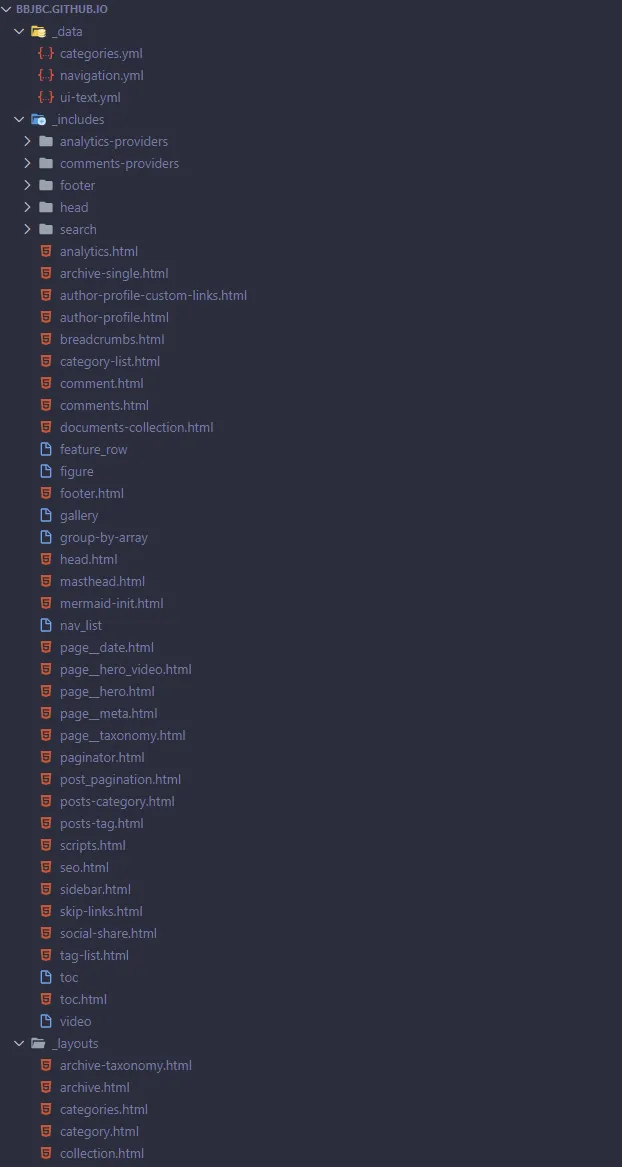 BBJBC.GITHUB.IO
_data
categories.yml
navigation.yml
ui-text.yml
_includes
analytics-providers
comments-providers
footer
head
search
analytics.html
archive-single.html
author-profile-custom-links.html
author-profile.html
breadcrumbs.html
category-list.html
comment.html
comments.html
documents-collection.html
feature_row
figure
footer.html
gallery
group-by-array
head.html
masthead.html
mermaid-init.html
nav_list
page__date.html
page__hero_video.html
page__hero.html
page__meta.html
page__taxonomy.html
paginator.html
post_pagination.html
posts-category.html
posts-tag.html
scripts.html
seo.html
sidebar.html
skip-links.html
social-share.html
tag-list.html
toc
toc.html
video
_layouts
archive-taxonomy.html
archive.html
categories.html
category.html
collection.html